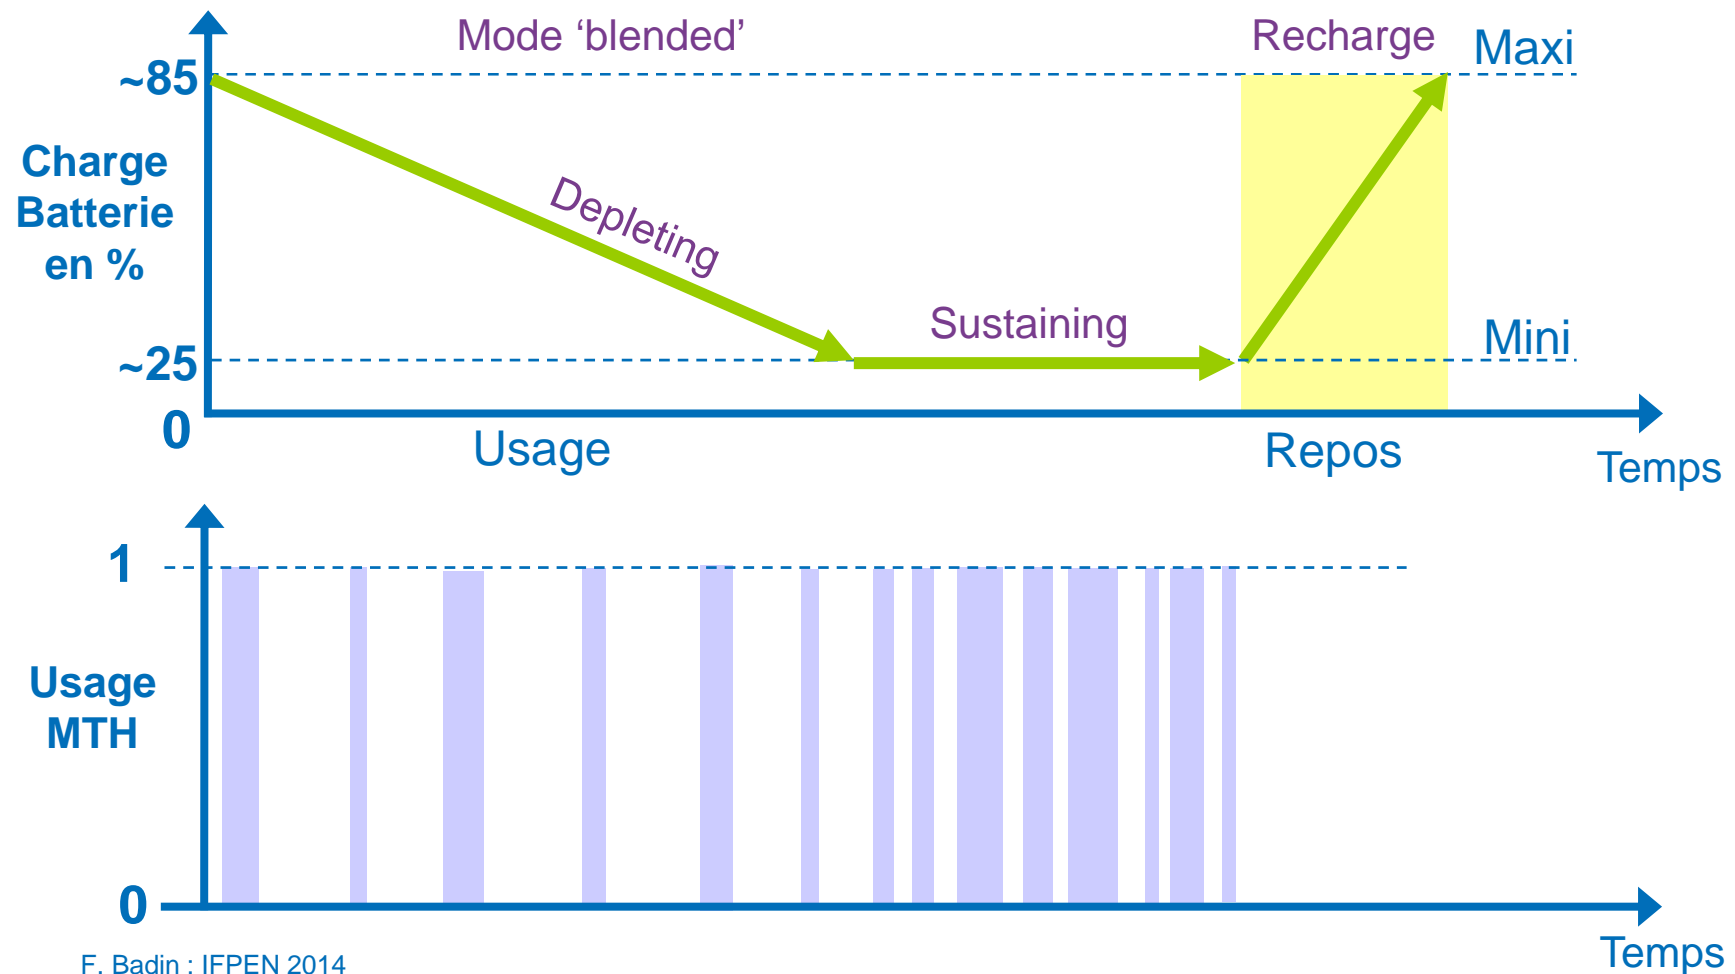 Mode ‘blended’
Recharge
Maxi
~85
Charge
Batterie
en %
Depleting
Sustaining
Mini
~25
0
Usage
Repos
Temps
1
Usage
MTH
0
Temps
F. Badin : IFPEN 2014